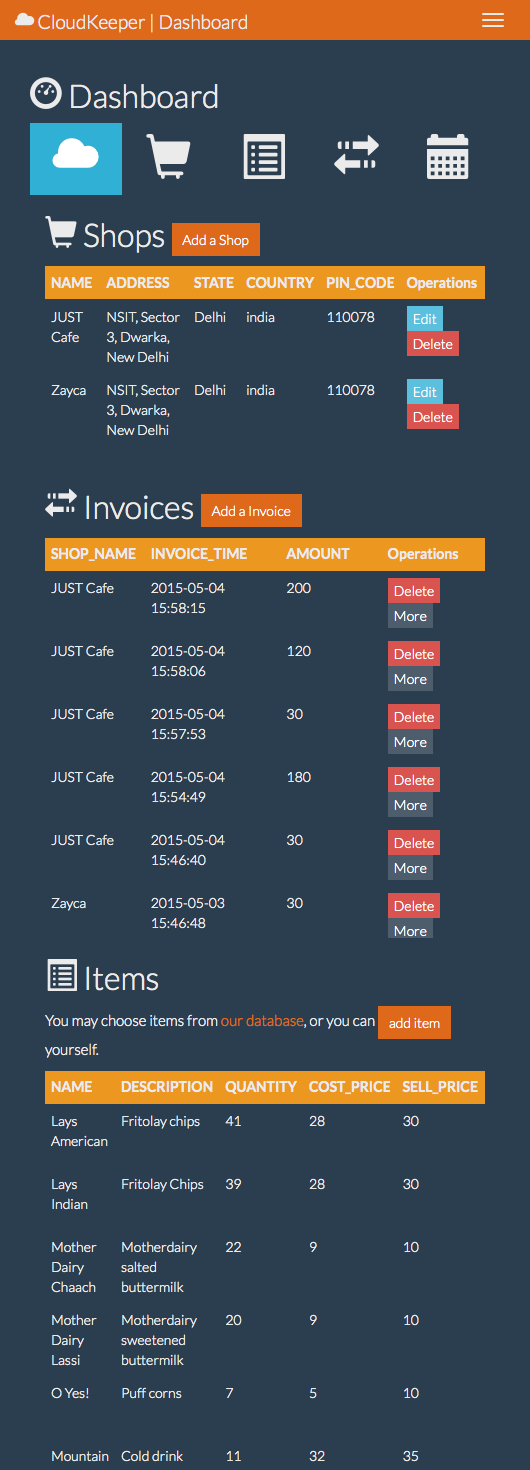 CloudKeeper | Dashboard
Dashboard
Shops Add a Shop
NAME ADDRESS STATE COUNTRY PIN_CODE Operations
JUST NSIT, Sector Delhi india 110078 Edit
Cafe 3, Dwarka, Delete
New Delhi
Zayca NSIT, Sector Delhi india 110078 Edit
3, Dwarka, Delete
New Delhi
Invoices Add a Invoice
SHOP_NAME INVOICE_TIME AMOUNT Operations
JUST Cafe 2015-05-04 200 Delete
15:58:15 More
JUST Cafe 2015-05-04 120 Delete
15:58:06 More
JUST Cafe 2015-05-04 30 Delete
15:57:53 More
JUST Cafe 2015-05-04 180 Delete
15:54:49 More
JUST Cafe 2015-05-04 30 Delete
15:46:40 More
Zayca 2015-05-03 30 Delete
15:46:48 More
Items
You may choose items from our database, or you can add item
yourself.
NAME DESCRIPTION QUANTITY COST_PRICE SELL_PRICE
Lays Fritolay chips 41 28 30
American
Lays Fritolay Chips 39 28 30
Indian
Mother Motherdairy 22 9 10
Dairy salted
Chaach buttermilk
Mother Motherdairy 20 9 10
Dairy sweetened
Lassi buttermilk
O Yes! Puff corns 7 5 10
Mountain Cold drink 11 32 35